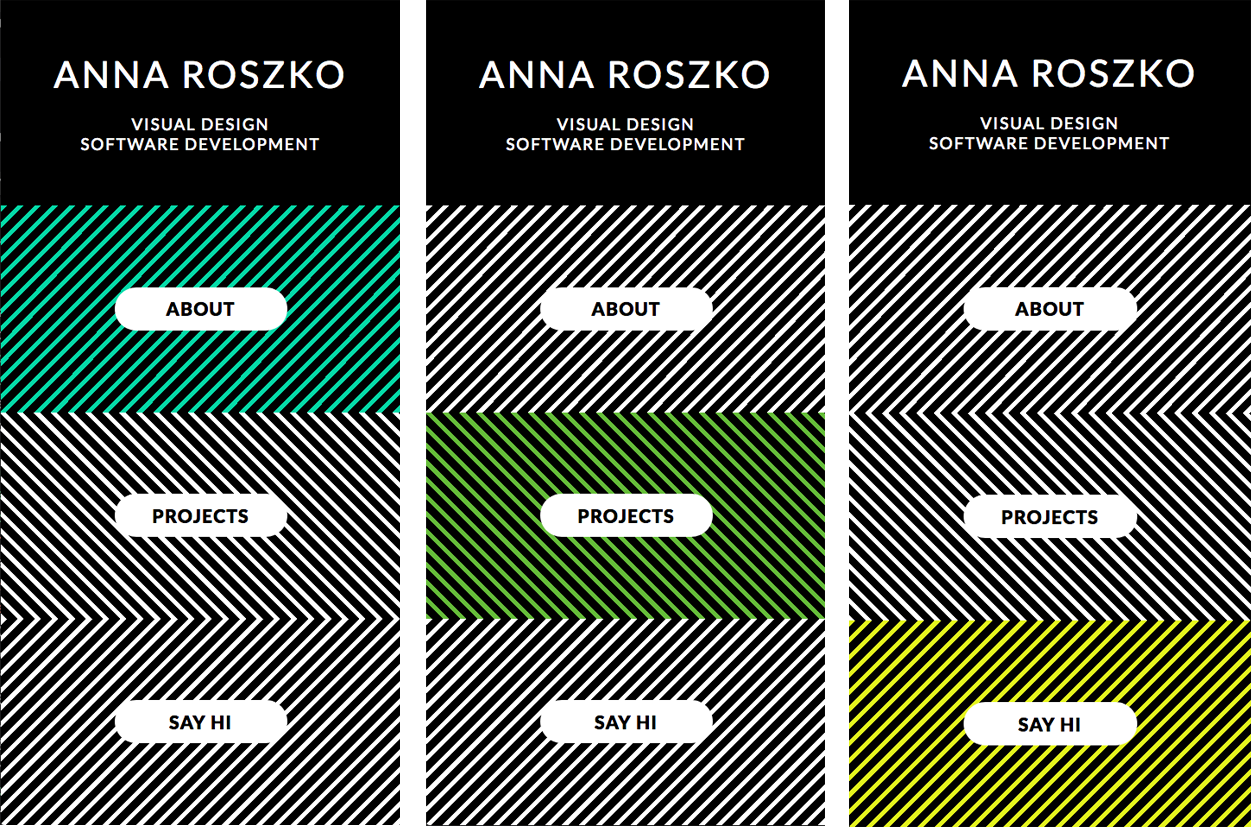 ANNA ROSZKO
VISUAL DESIGN
SOFTWARE DEVELOPMENT
ABOUT
PROJECTS
SAY HI
ANNA ROSZKO
VISUAL DESIGN
SOFTWARE DEVELOPMENT
ABOUT
PROJECTS
SAY HI
ANNA ROSZKO
VISUAL DESIGN
SOFTWARE DEVELOPMENT
ABOUT
PROJECTS
SAY HI